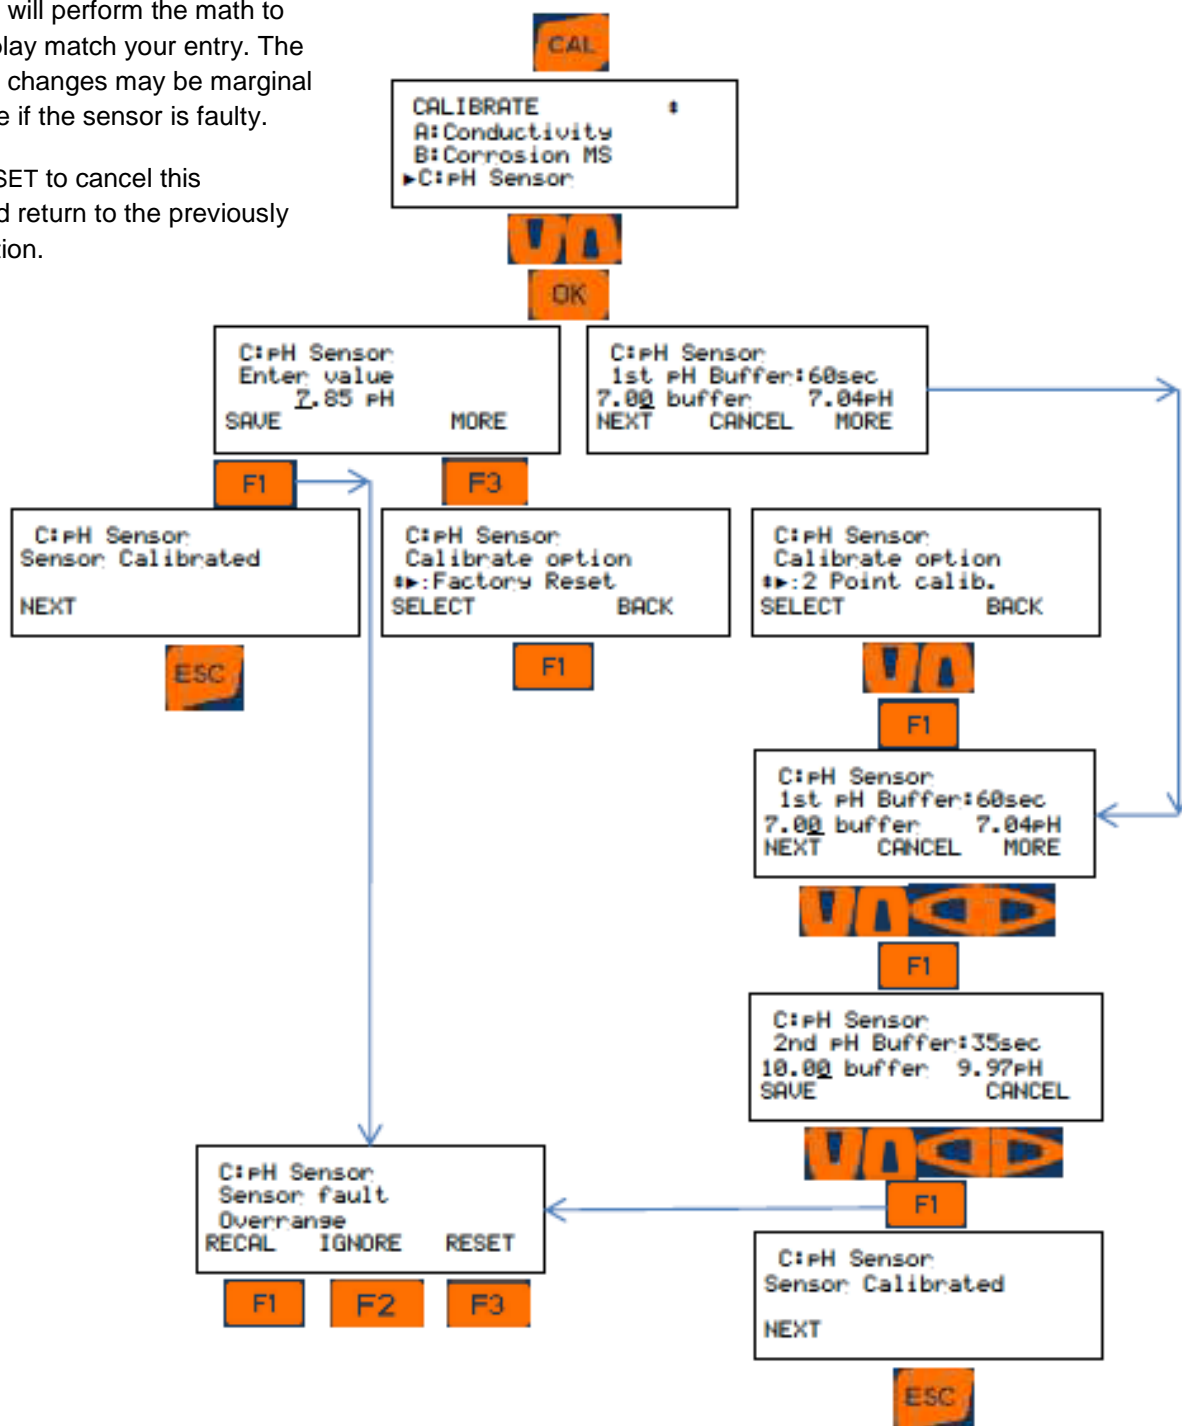 will perform the math to
lay match your entry. The
changes may be marginal
e if the sensor is faulty.
SET to cancel this
d return to the previously
tion.
CAL
CALIBRATE
A:Conductivity
B:Corrosion MS
►C:pH Sensor
OK
C:pH Sensor
Enter value
7.85 pH
SAVE MORE
C:pH Sensor
1st pH Buffer:60sec
7.00 buffer 7.04pH
NEXT CANCEL MORE
F1
F3
C:pH Sensor
Sensor Calibrated
NEXT
ESC
C:pH Sensor
Calibrate option
►:Factory Reset
SELECT BACK
F1
C:pH Sensor
Calibrate option
►:2 Point calib.
SELECT BACK
F1
C:pH Sensor
1st pH Buffer:60sec
7.00 buffer 7.04pH
NEXT CANCEL MORE
F1
C:pH Sensor
2nd pH Buffer:35sec
10.00 buffer 9.97pH
SAVE CANCEL
F1
C:pH Sensor
Sensor fault
Overrange
RECAL IGNORE RESET
F1 F2 F3
C:pH Sensor
Sensor Calibrated
NEXT
ESC